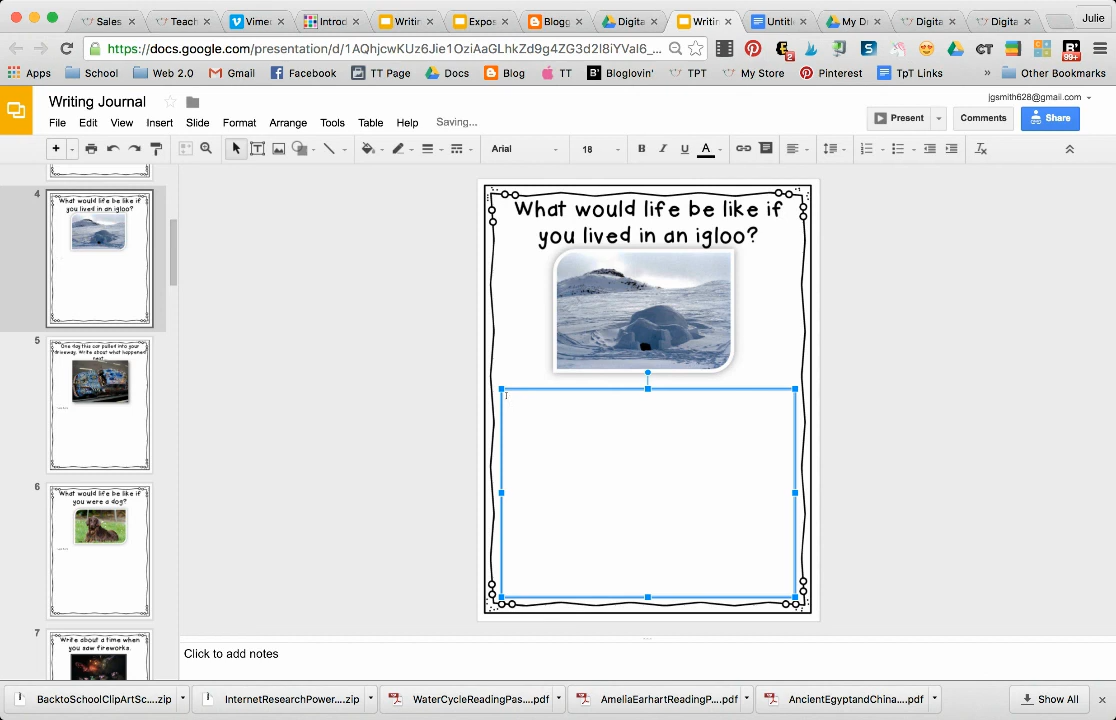 Sales
Teach
Vime
Introd
Writin
Expos
Blogg
Digita
Writin
Untitl
My D
Digita
Digita
Julie
https://docs.google.com/presentation/d/1AQhjcwKUz6Jie1OziAaGLhkZd9g4ZG3d2I8iYVal6_...
Apps
School
Web 2.0
Gmail
Facebook
TT Page
Docs
Blog
TT
Bloglovin'
TPT
My Store
Pinterest
TpT Links
»
Other Bookmarks
Writing Journal
jgsmith628@gmail.com
File Edit View Insert Slide Format Arrange Tools Table Help Saving...
Present
Comments
Share
Arial
18
B I U A
4
What would life be like if
you lived in an igloo?
5
One day this car pulled into your
driveway. Write about what happened
next.
6
What would life be like if
you were a dog?
7
Write about a time when
you saw fireworks.
What would life be like if
you lived in an igloo?
Click to add notes
BacktoSchoolClipArtSc....zip
InternetResearchPower....zip
WaterCycleReadingPas....pdf
AmeliaEarhartReadingP....pdf
AncientEgyptandChina....pdf
Show All